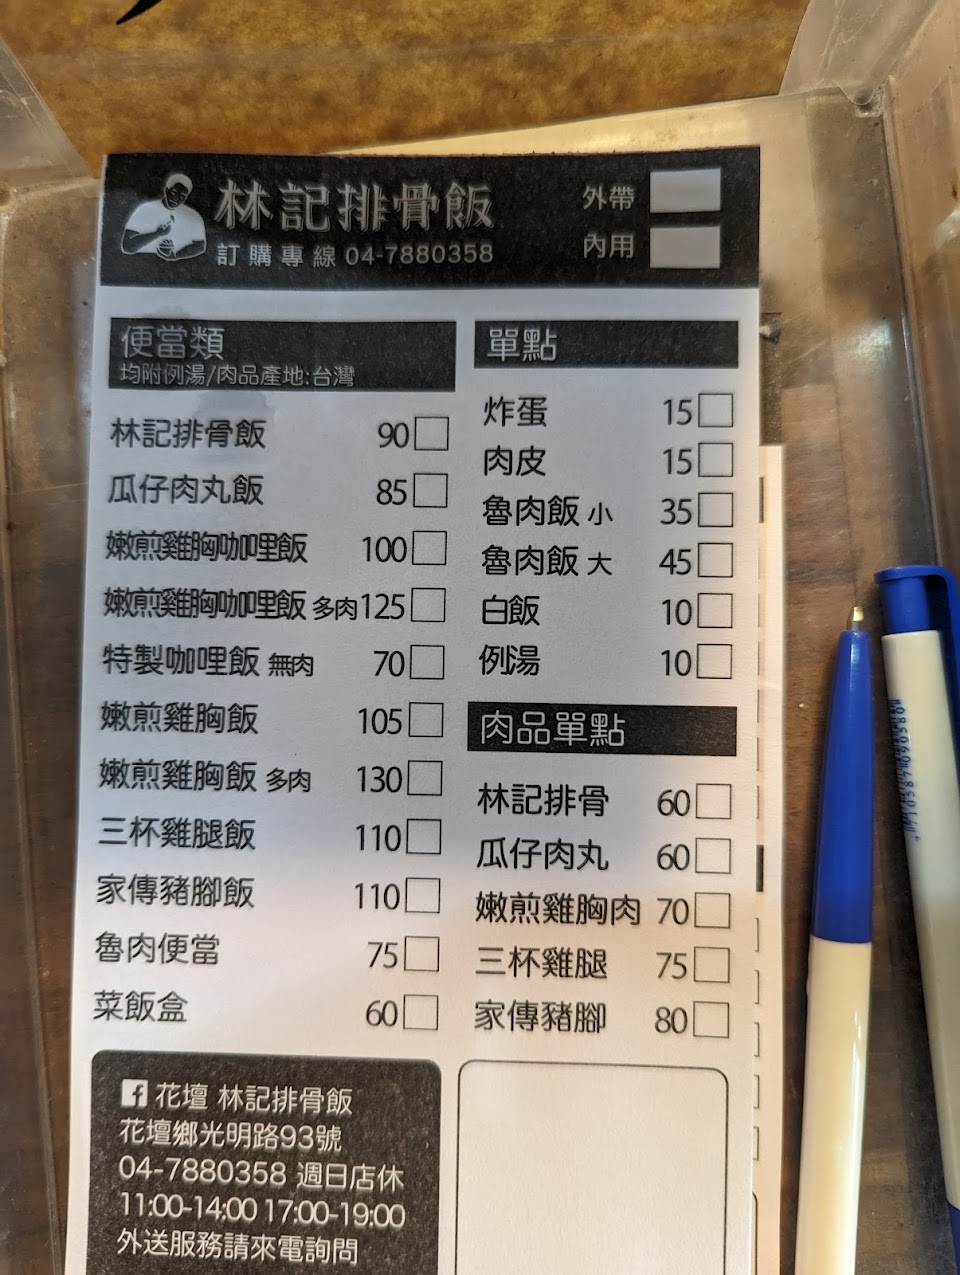 林記排骨飯
訂購專線 04-7880358
外帶
內用
便當類
均附例湯/肉品產地:台灣
林記排骨飯 90
瓜仔肉丸飯 85
嫩煎雞胸咖哩飯 100
嫩煎雞胸咖哩飯 多肉 125
特製咖哩飯 無肉 70
嫩煎雞胸飯 105
嫩煎雞胸飯 多肉 130
三杯雞腿飯 110
家傳豬腳飯 110
魯肉便當 75
菜飯盒 60
單點
炸蛋 15
肉皮 15
魯肉飯 小 35
魯肉飯 大 45
白飯 10
例湯 10
肉品單點
林記排骨 60
瓜仔肉丸 60
嫩煎雞胸肉 70
三杯雞腿 75
家傳豬腳 80
花壇 林記排骨飯
花壇鄉光明路93號
04-7880358 週日店休
11:00-14:00 17:00-19:00
外送服務請來電詢問